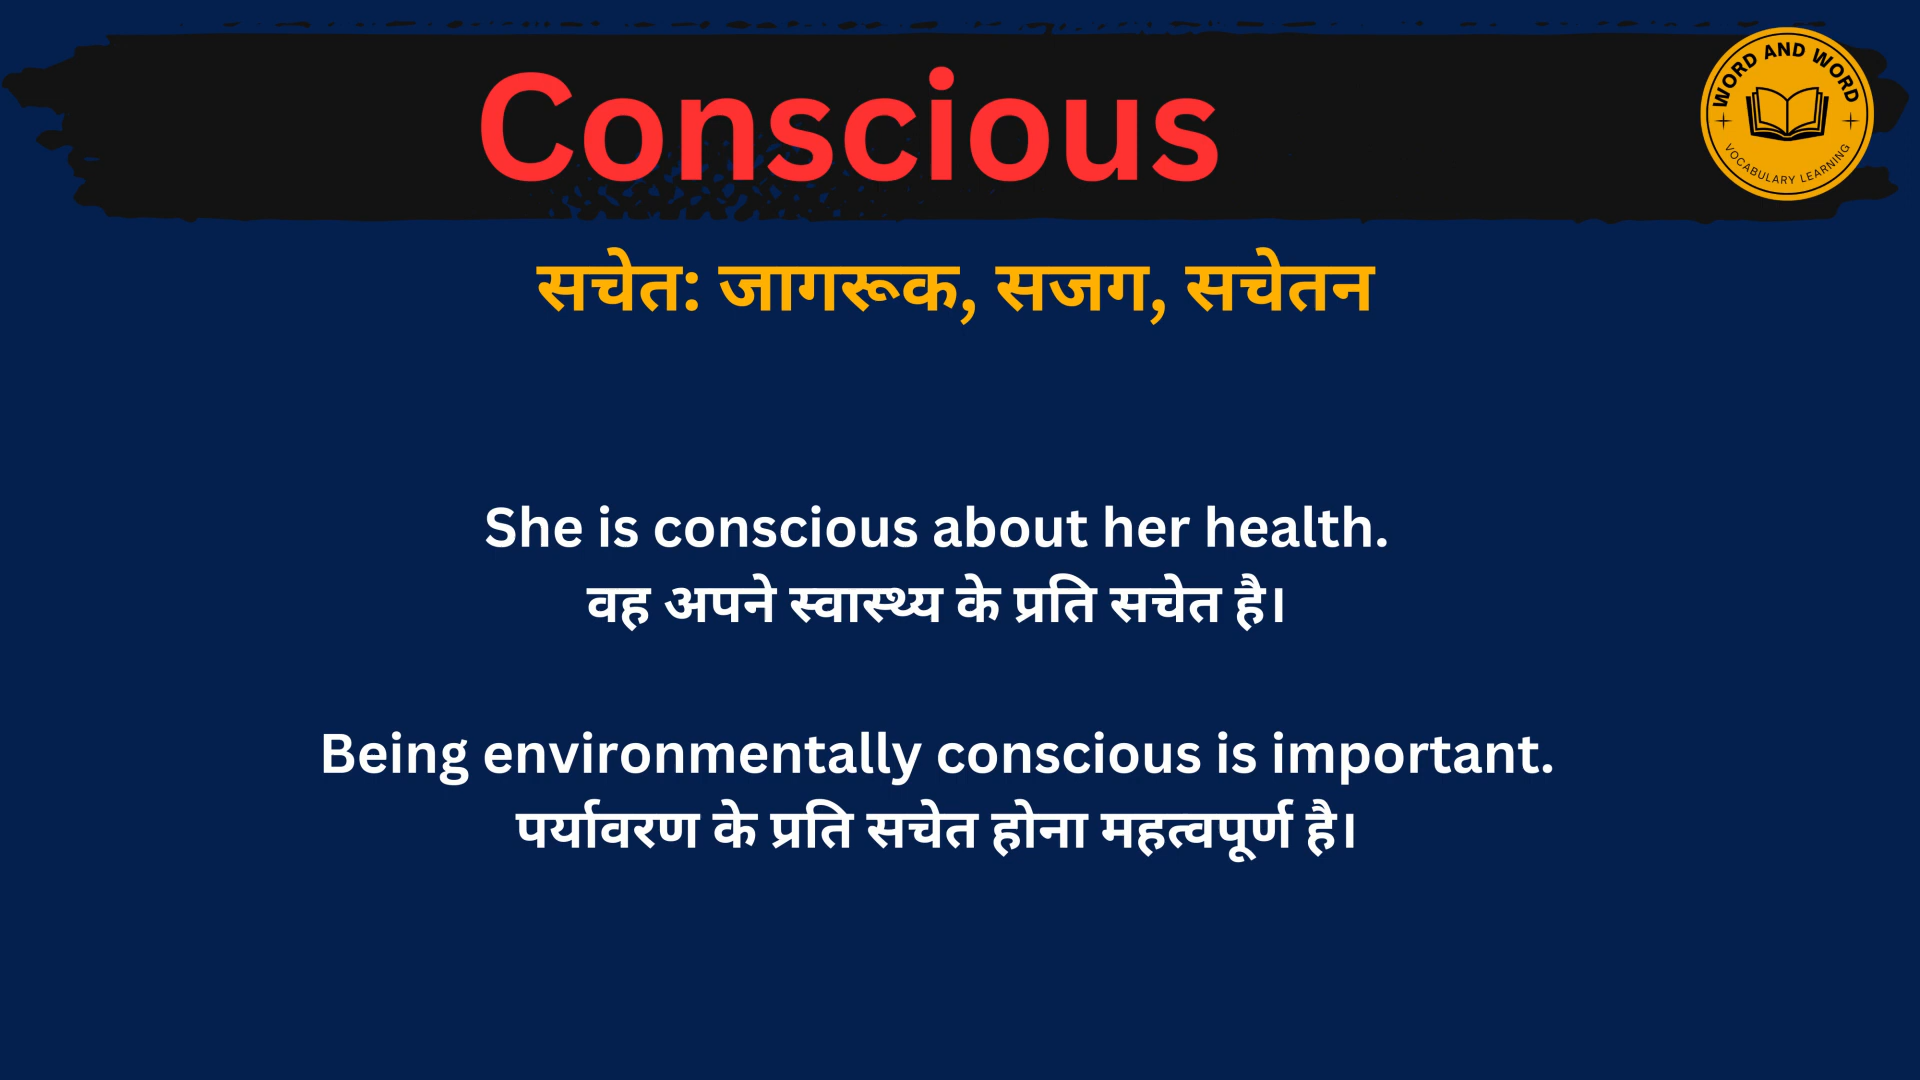 Conscious
WORD AND WORD
VOCABULARY LEARNING
सचेत: जागरूक, सजग, सचेतन
She is conscious about her health.
वह अपने स्वास्थ्य के प्रति सचेत है।
Being environmentally conscious is important.
पर्यावरण के प्रति सचेत होना महत्वपूर्ण है।